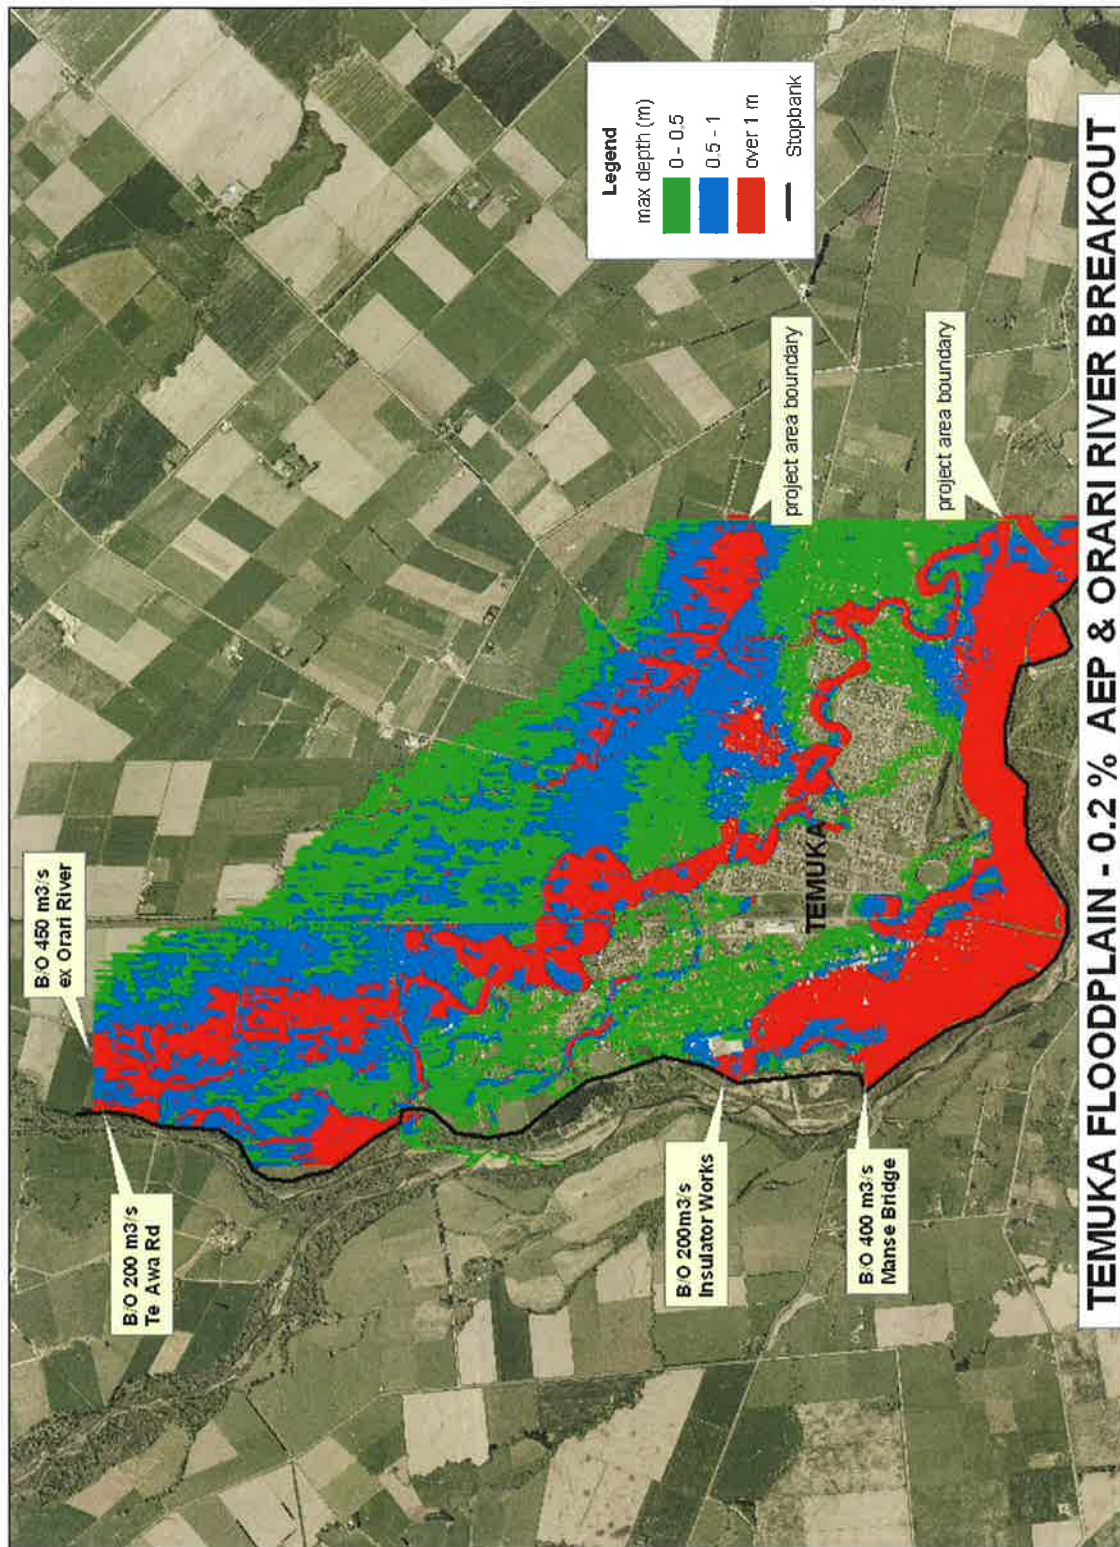 B/O 450 m3/s
ex Orari River
B/O 200 m3/s
Te Awa Rd
Legend
max depth (m)
0 - 0.5
0.5 - 1
over 1 m
Stopbank
project area boundary
project area boundary
TEMUKA
B/O 200m3/s
Insulator Works
B/O 400 m3/s
Manse Bridge
TEMUKA FLOODPLAIN - 0.2 % AEP & ORARI RIVER BREAKOUT